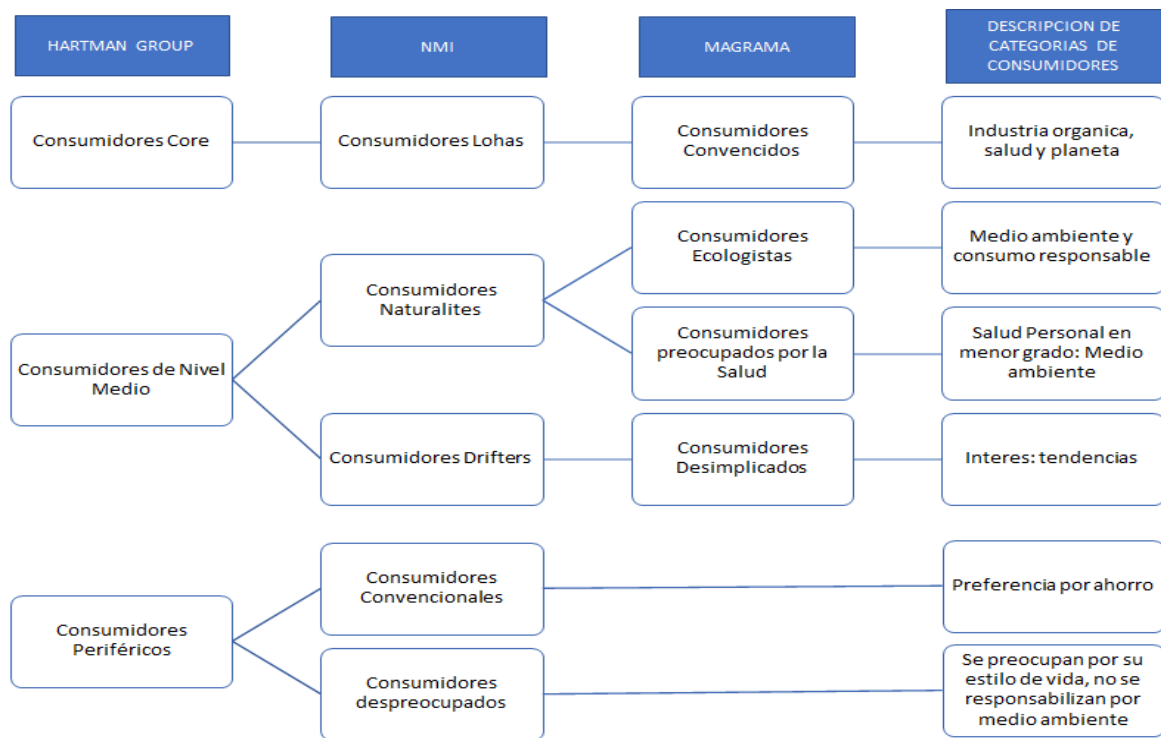 HARTMAN GROUP
NMI
MAGRAMA
DESCRIPCION DE
CATEGORIAS DE
CONSUMIDORES
Consumidores Core
Consumidores Lohas
Consumidores
Convencidos
Industria organica,
salud y planeta
Consumidores de Nivel
Medio
Consumidores
Naturalites
Consumidores
Ecologistas
Medio ambiente y
consumo responsable
Consumidores
preocupados por la
Salud
Salud Personal en
menor grado: Medio
ambiente
Consumidores Drifters
Consumidores
Desimplicados
Interes: tendencias
Consumidores
Periféricos
Consumidores
Convencionales
Preferencia por ahorro
Consumidores
despreocupados
Se preocupan por su
estilo de vida, no se
responsabilizan por
medio ambiente